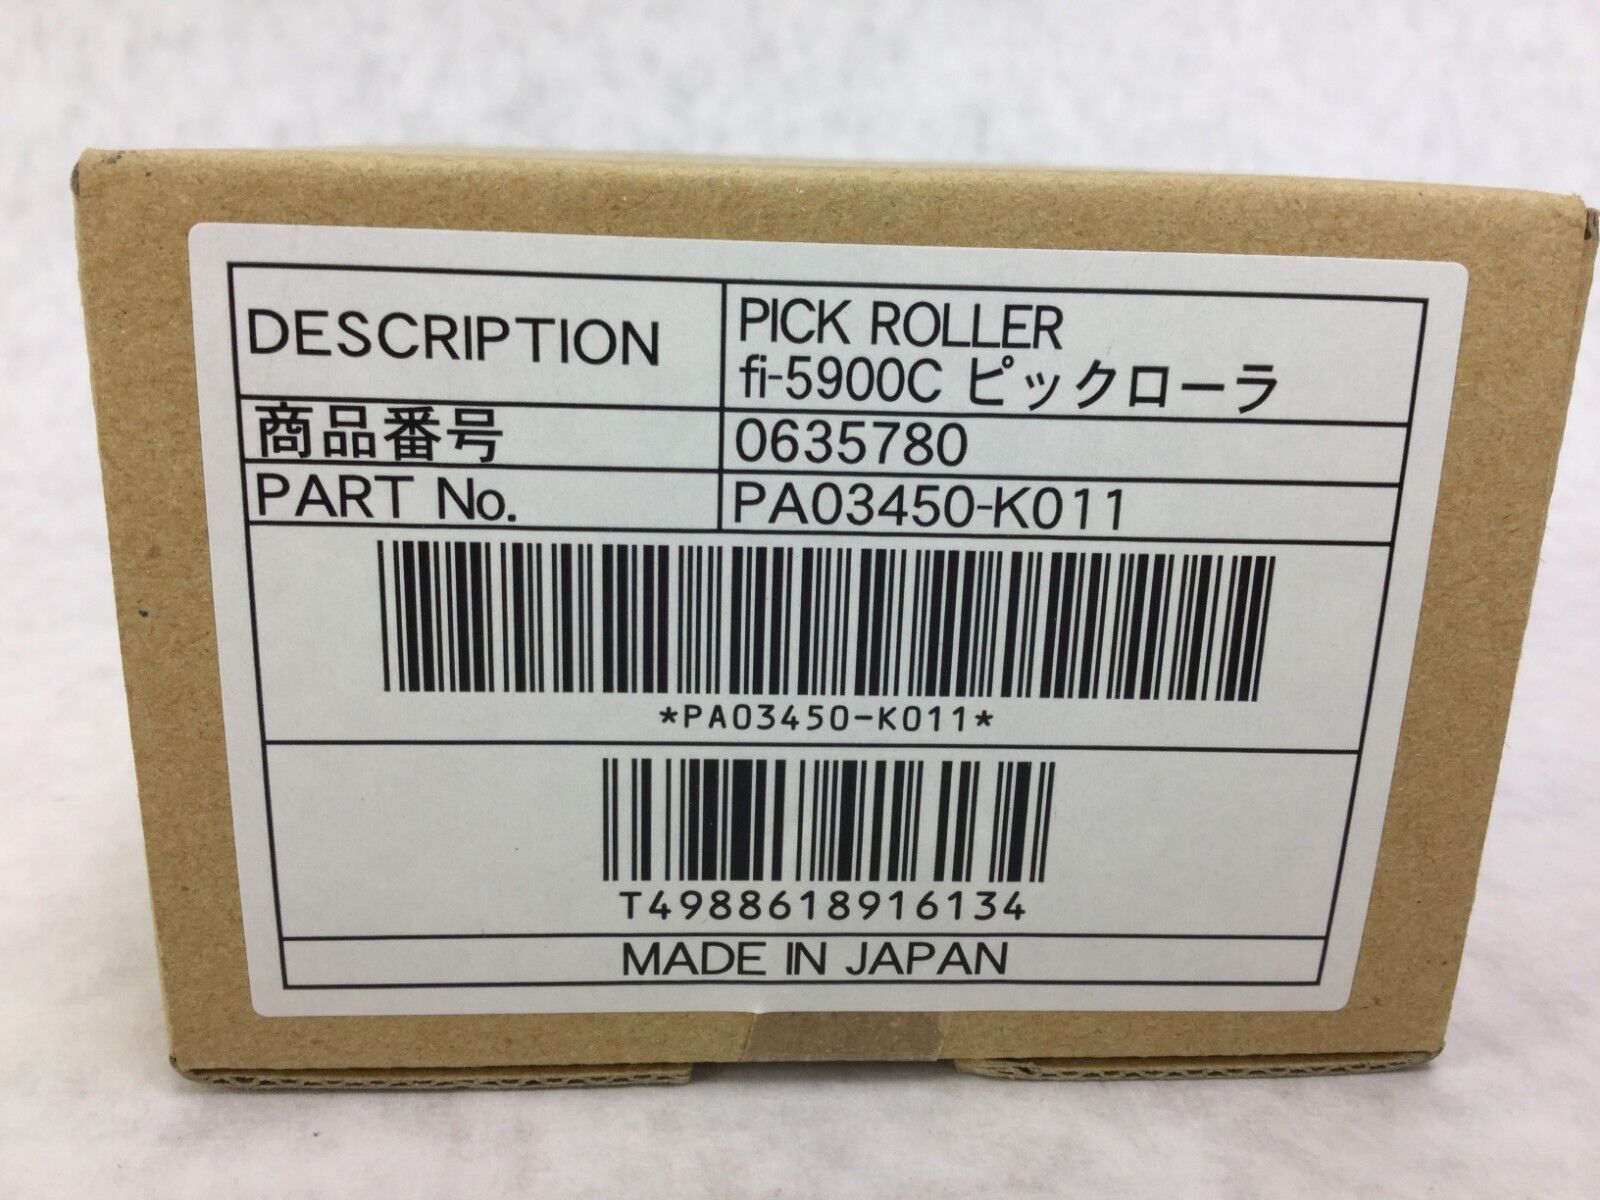 DESCRIPTION
PICK ROLLER
fi-5900C ピックローラ
商品番号 0635780
PART No. PA03450-K011
*PA03450-K011*
T4988618916134
MADE IN JAPAN